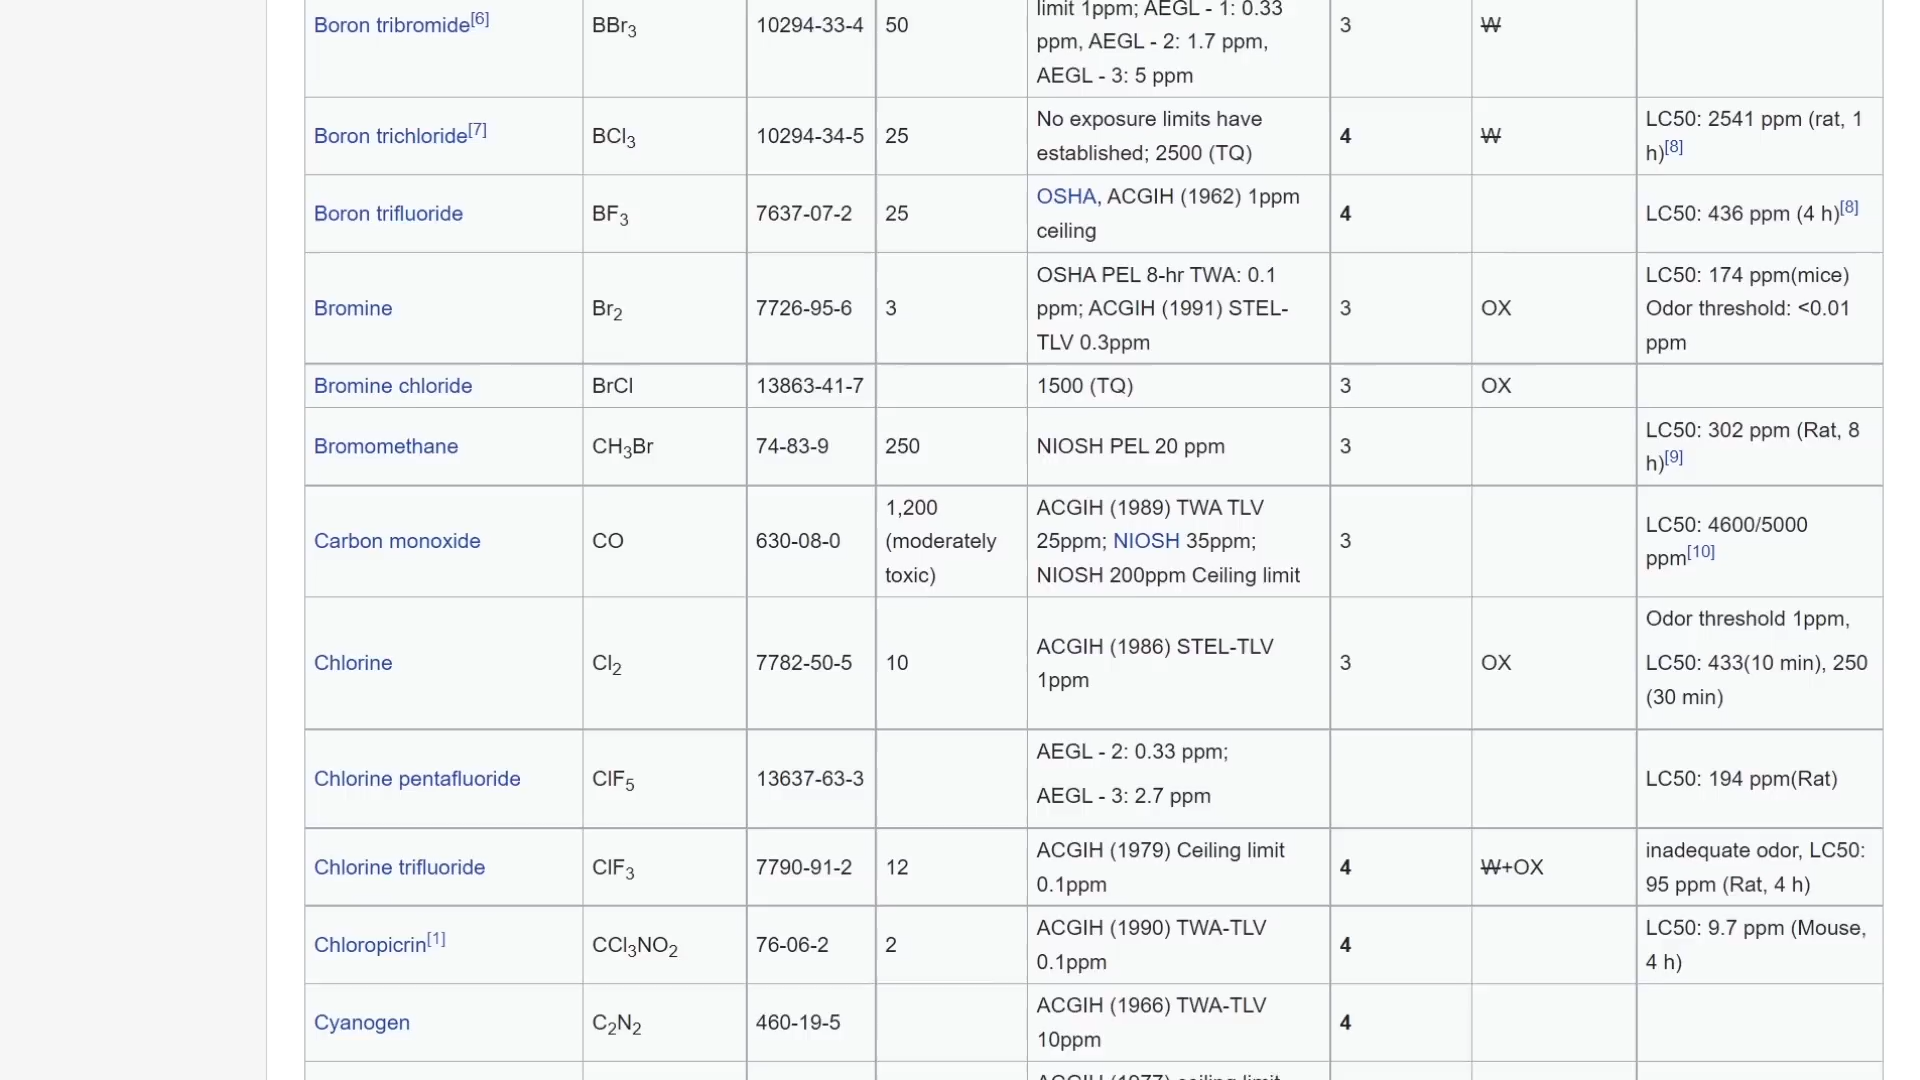 limit 1ppm; AEGL - 1: 0.33
Boron tribromide[6] BBr3 10294-33-4 50 ppm, AEGL - 2: 1.7 ppm, 3 W
AEGL - 3: 5 ppm
Boron trichloride[7] BCl3 10294-34-5 25 No exposure limits have 4 W LC50: 2541 ppm (rat, 1
established; 2500 (TQ) h)[8]
Boron trifluoride BF3 7637-07-2 25 OSHA, ACGIH (1962) 1ppm 4 LC50: 436 ppm (4 h)[8]
ceiling
OSHA PEL 8-hr TWA: 0.1 LC50: 174 ppm(mice)
Bromine Br2 7726-95-6 3 ppm; ACGIH (1991) STEL- 3 OX Odor threshold: <0.01
TLV 0.3ppm ppm
Bromine chloride BrCl 13863-41-7 1500 (TQ) 3 OX
Bromomethane CH3Br 74-83-9 250 NIOSH PEL 20 ppm 3 LC50: 302 ppm (Rat, 8
h)[9]
1,200 ACGIH (1989) TWA TLV
Carbon monoxide CO 630-08-0 (moderately 25ppm; NIOSH 35ppm; 3 LC50: 4600/5000
toxic) NIOSH 200ppm Ceiling limit ppm[10]
Odor threshold 1ppm,
Chlorine Cl2 7782-50-5 10 ACGIH (1986) STEL-TLV 3 OX LC50: 433(10 min), 250
1ppm (30 min)
AEGL - 2: 0.33 ppm;
Chlorine pentafluoride ClF5 13637-63-3 AEGL - 3: 2.7 ppm LC50: 194 ppm(Rat)
Chlorine trifluoride ClF3 7790-91-2 12 ACGIH (1979) Ceiling limit 4 W+OX inadequate odor, LC50:
0.1ppm 95 ppm (Rat, 4 h)
Chloropicrin[1] CCl3NO2 76-06-2 2 ACGIH (1990) TWA-TLV 4 LC50: 9.7 ppm (Mouse,
0.1ppm 4 h)
Cyanogen C2N2 460-19-5 ACGIH (1966) TWA-TLV 4
10ppm
ACGIH (1977) ceiling limit